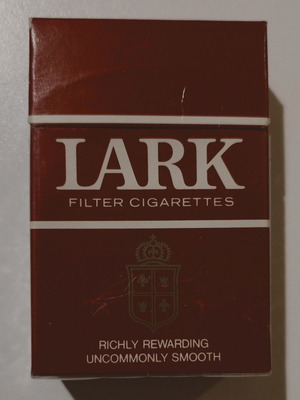 LARK
FILTER CIGARETTES
RICHLY REWARDING
UNCOMMONLY SMOOTH